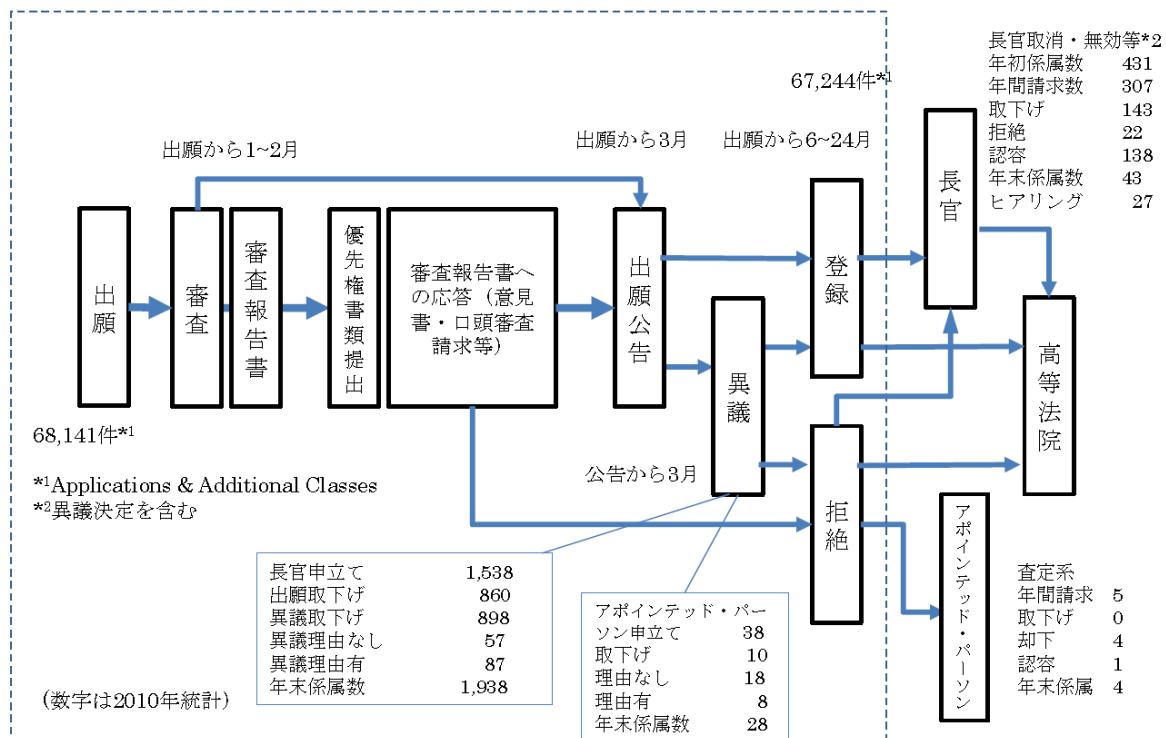 長官取消・無効等*2
年初係属数 431
年間請求数 307
取下げ 143
拒絶 22
認容 138
年末係属数 43
ヒアリング 27
67,244件*1
出願から1~2月
出願から3月
出願から6~24月
出願
審査
審査報告書
優先権書類提出
審査報告書へ
の応答（意見
書・口頭審査
請求等）
出願公告
異議
登録
拒絶
長官
高等法院
アポインテッド・パーソン
68,141件*1
公告から3月
*1Applications & Additional Classes
*2異議決定を含む
長官申立て 1,538
出願取下げ 860
異議取下げ 898
異議理由なし 57
異議理由有 87
年末係属数 1,938
アポインテッド・パー
ソン申立て 38
取下げ 10
理由なし 18
理由有 8
年末係属数 28
査定系
年間請求 5
取下げ 0
却下 4
認容 1
年末係属 4
(数字は2010年統計)